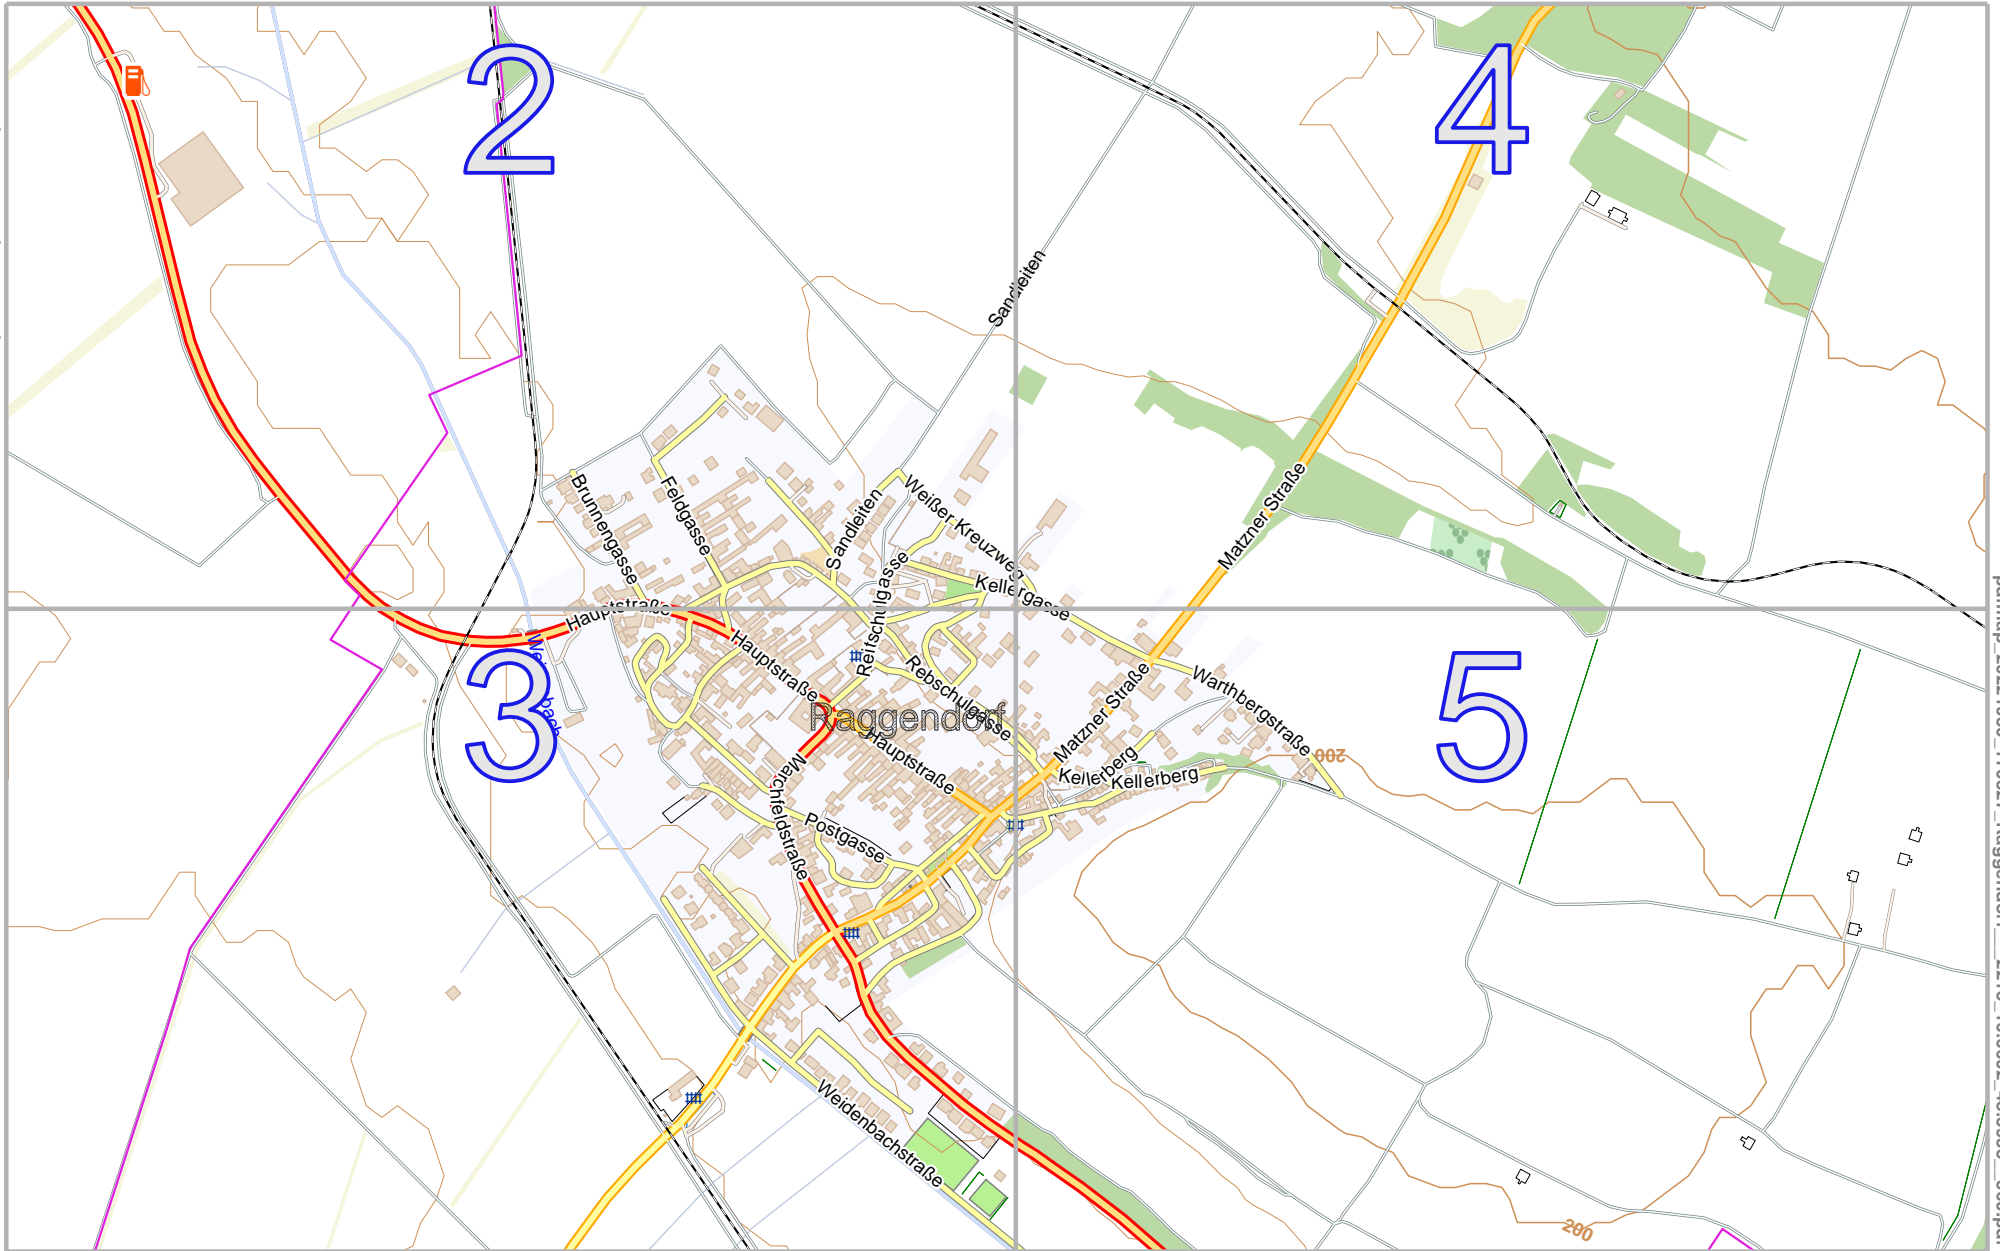 2
4
Sandleiten
Brunnengasse
Feldgasse
Sandleiten
Weißer Kreuzweg
Matzner Straße
Reitschulgasse
Kellergasse
Hauptstraße
Hauptstraße
Rebschulgasse
Warthbergstraße
Weidenbach
3
5
Raggendorf
Matzner Straße
Hauptstraße
Kellerberg
Kellerberg
200
Marchfeldstraße
Postgasse
Weidenbachstraße
200